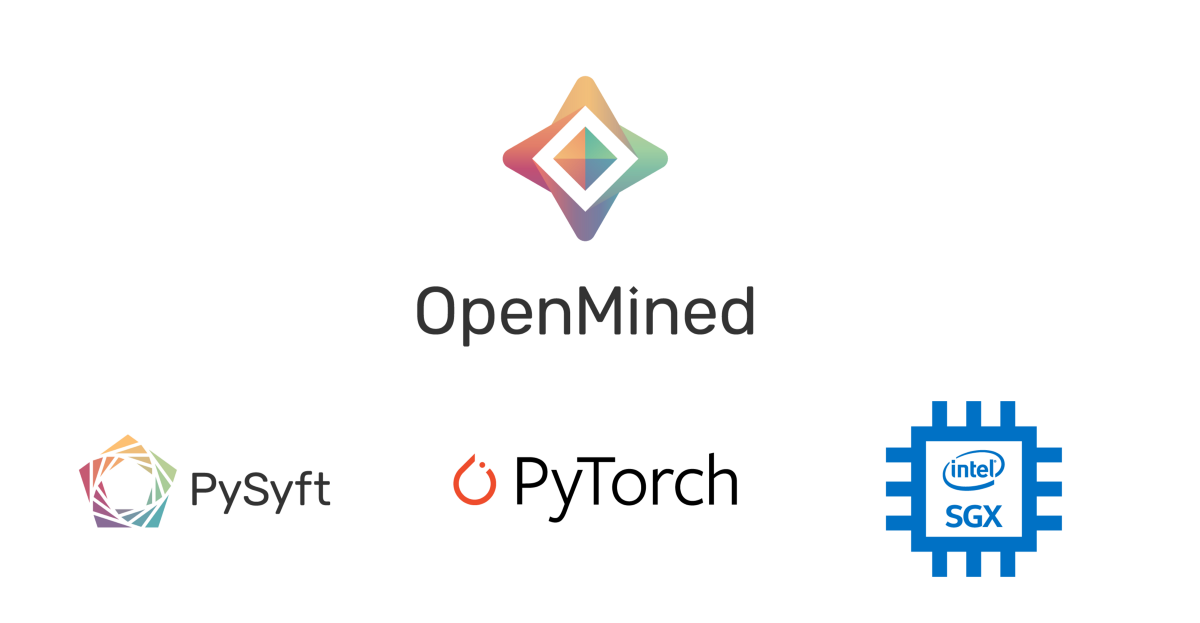 OpenMined
PySyft
PyTorch
intel
SGX